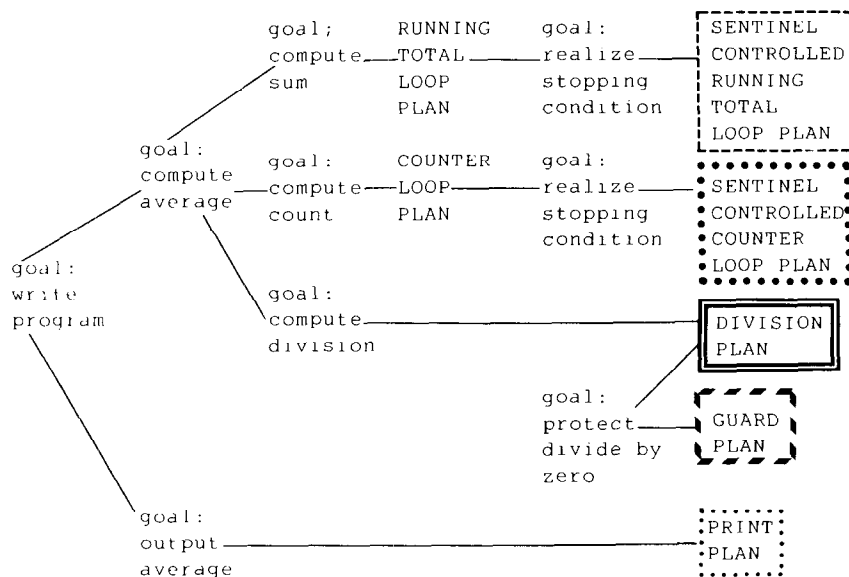 goal;
compute
sum
RUNNING
TOTAL
LOOP
PLAN
goal:
realize
stopping
condition
SENTINEL
CONTROLLED
RUNNING
TOTAL
LOOP PLAN
goal:
compute
average
goal:
compute
count
COUNTER
LOOP
PLAN
goal:
realize
stopping
condition
SENTINEL
CONTROLLED
COUNTER
LOOP PLAN
goal:
write
program
goal:
compute
division
DIVISION
PLAN
goal:
protect
divide by
zero
GUARD
PLAN
goal:
output
average
PRINT
PLAN